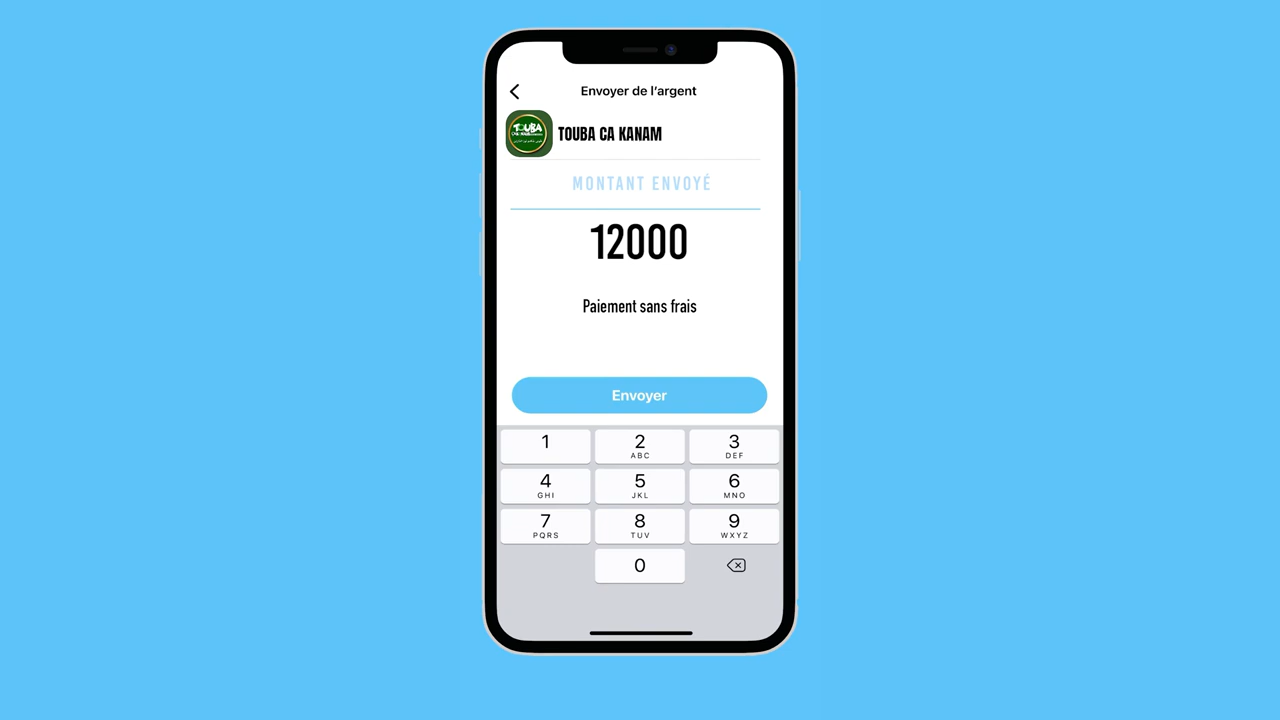 Envoyer de l'argent
TOUBA
TOUBA CA KANAM
MONTANT ENVOYÉ
12000
Paiement sans frais
Envoyer
1
2
3
ABC
DEF
4
5
6
GHI
JKL
MNO
7
8
9
PQRS
TUV
WXYZ
0